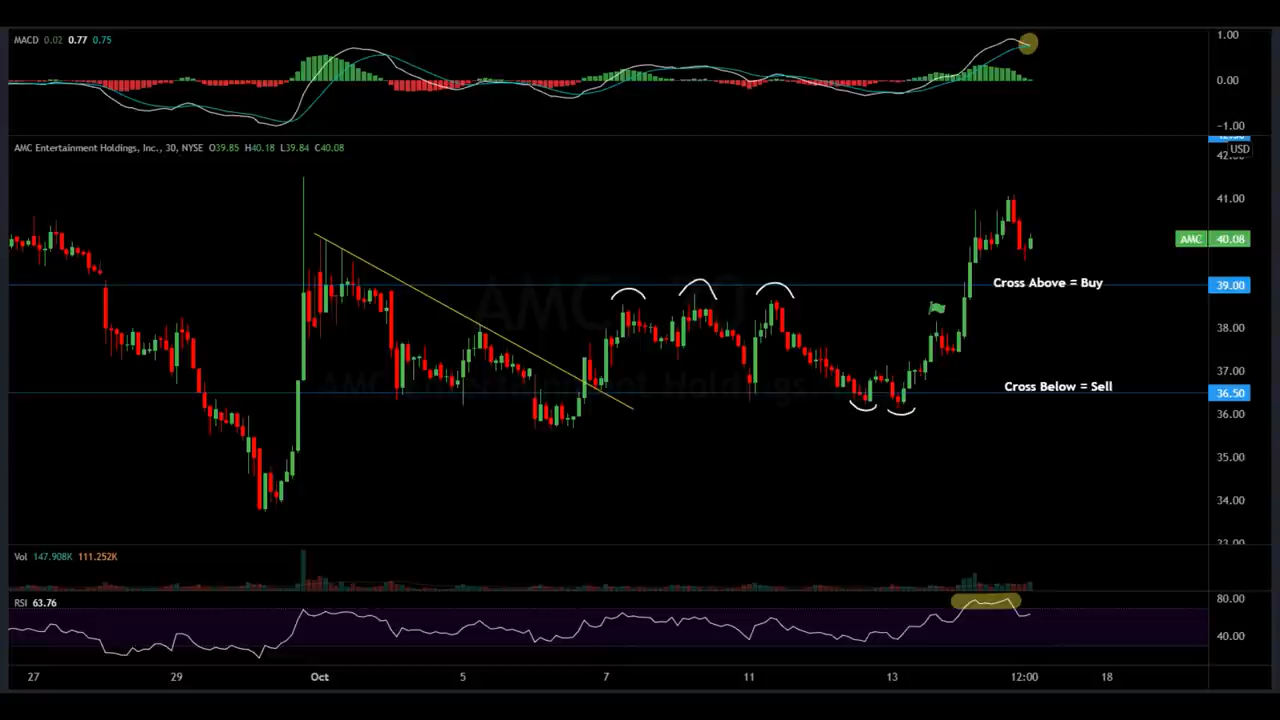 MACD 0.02 0.77 0.75
1.00
0.00
-1.00
AMC Entertainment Holdings, Inc., 30, NYSE O39.85 H40.18 L39.84 C40.08
USD
41.00
AMC 40.08
Cross Above = Buy
39.00
38.00
37.00
Cross Below = Sell
36.50
36.00
35.00
34.00
33.00
Vol 147.908K 111.252K
RSI 63.76
80.00
40.00
27 29 Oct 5 7 11 13 12:00 18